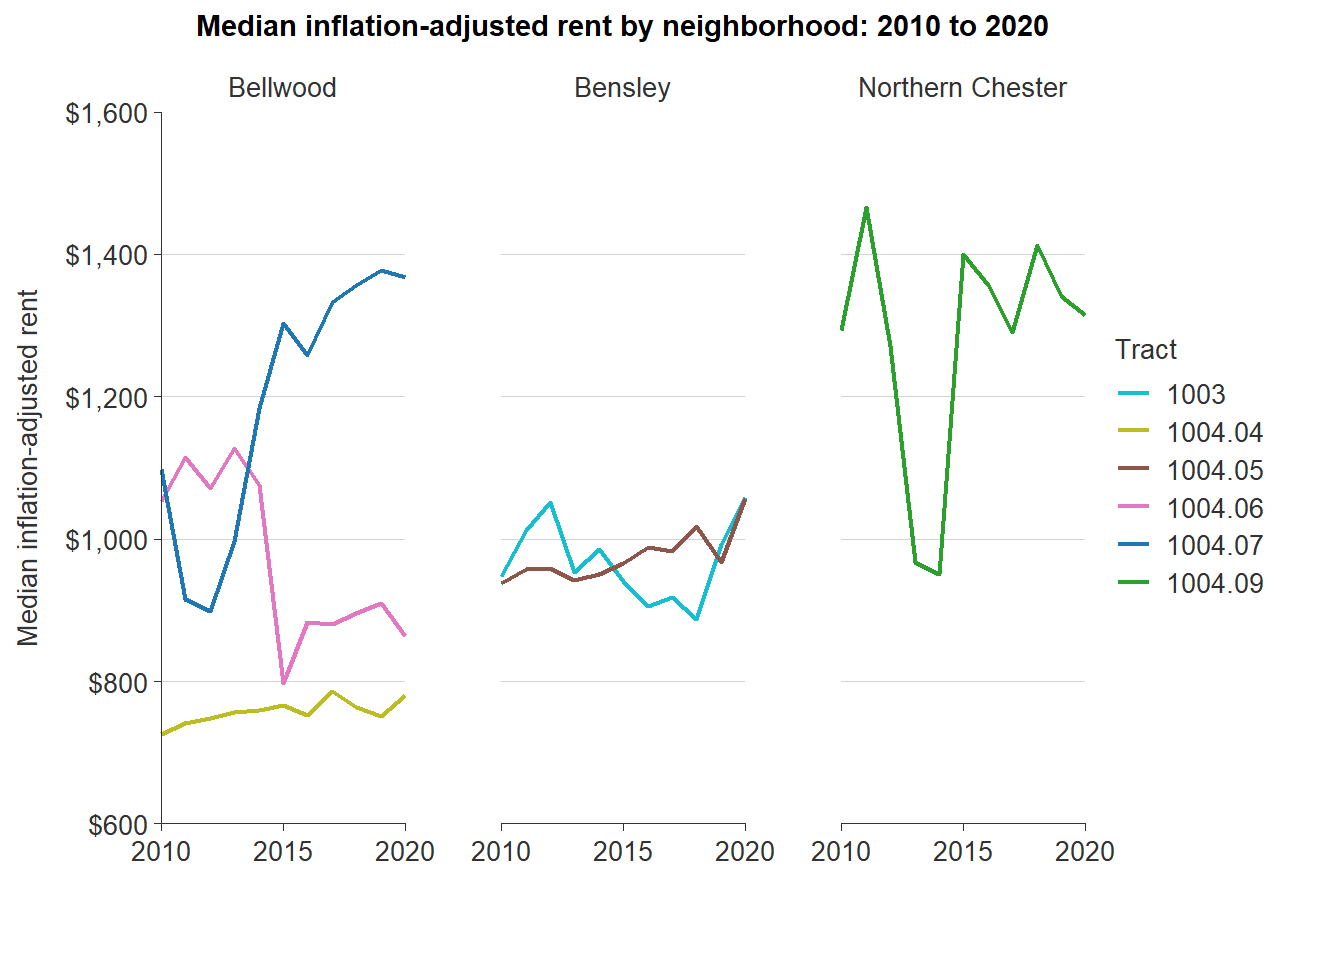 Median inflation-adjusted rent by neighborhood: 2010 to 2020
Bellwood
Bensley
Northern Chester
Median inflation-adjusted rent
$1,600
$1,400
$1,200
$1,000
$800
$600
2010 2015 2020
2010 2015 2020
2010 2015 2020
Tract
1003
1004.04
1004.05
1004.06
1004.07
1004.09